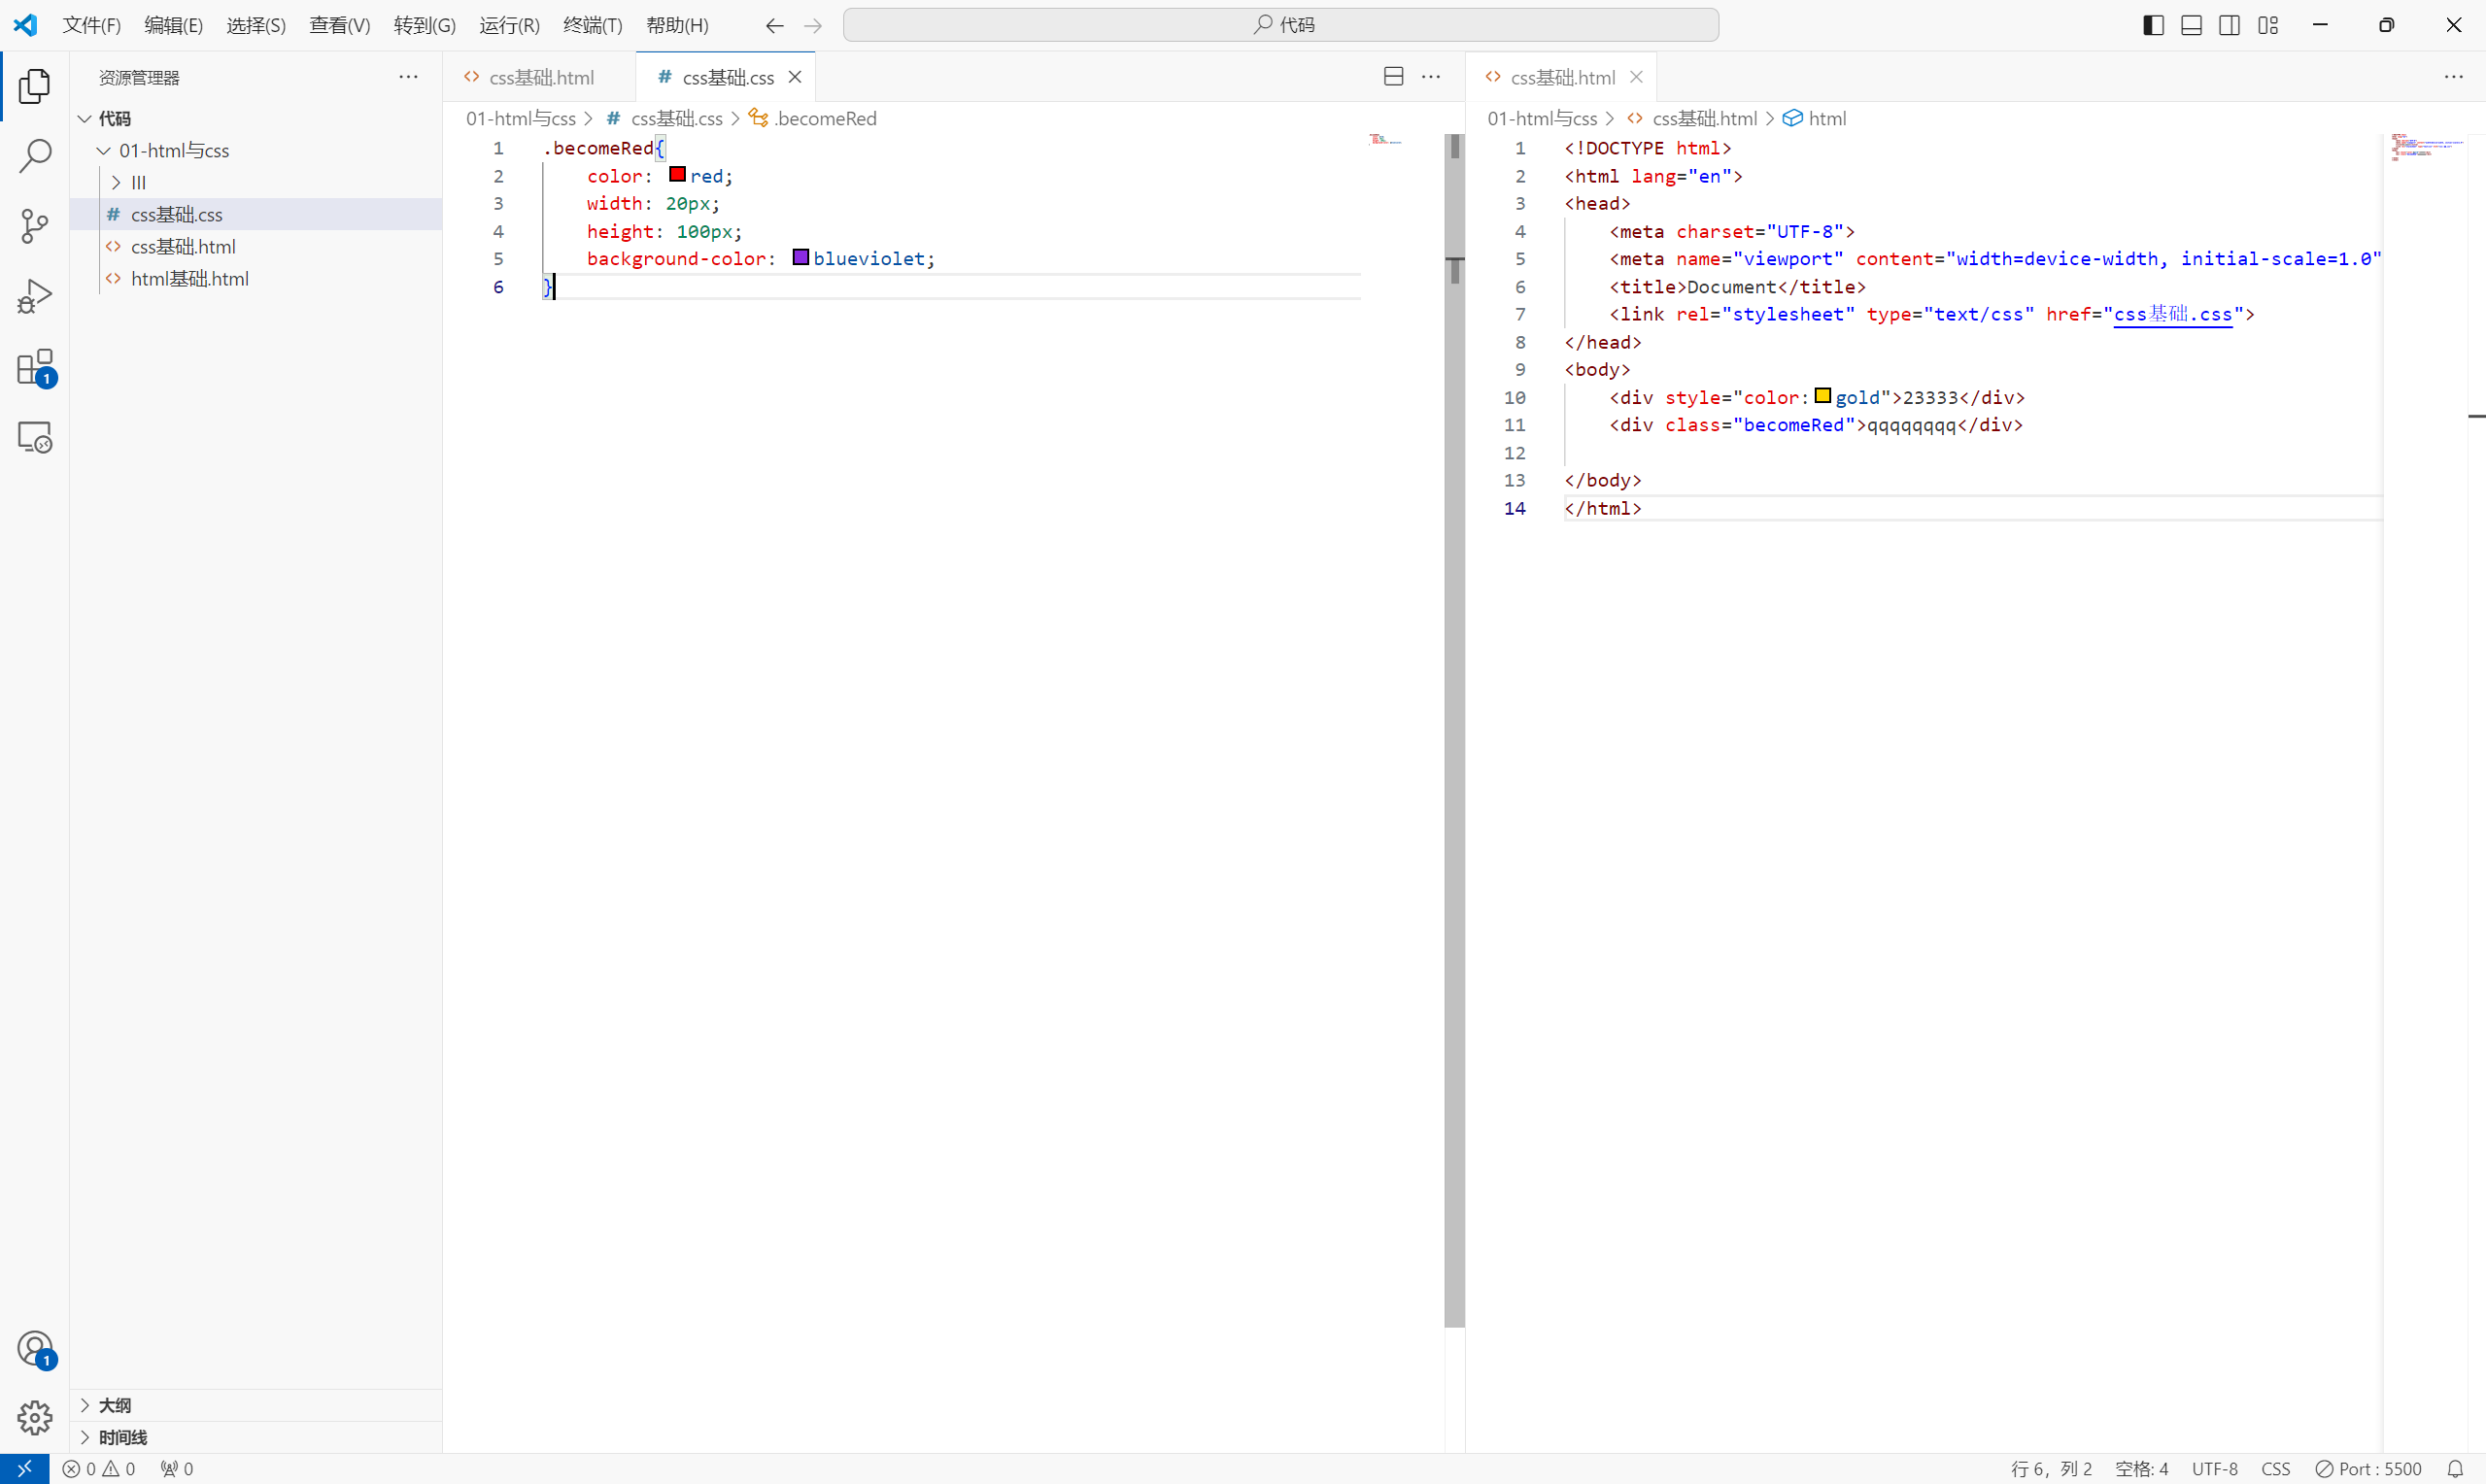 文件(F) 编辑(E) 选择(S) 查看(V) 转到(G) 运行(R) 终端(T) 帮助(H) 代码
资源管理器
代码
01-html与css
lll
css基础.css
css基础.html
html基础.html
1
1
大纲
时间线
css基础.html css基础.css
01-html与css > css基础.css > .becomeRed
1 .becomeRed{
2 color: red;
3 width: 20px;
4 height: 100px;
5 background-color: blueviolet;
6 }
css基础.html
01-html与css > css基础.html > html
1 <!DOCTYPE html>
2 <html lang="en">
3 <head>
4 <meta charset="UTF-8">
5 <meta name="viewport" content="width=device-width, initial-scale=1.0"
6 <title>Document</title>
7 <link rel="stylesheet" type="text/css" href="css基础.css">
8 </head>
9 <body>
10 <div style="color:gold">23333</div>
11 <div class="becomeRed">qqqqqqqq</div>
12
13 </body>
14 </html>
0 0 0 行 6, 列 2 空格: 4 UTF-8 CSS Port : 5500